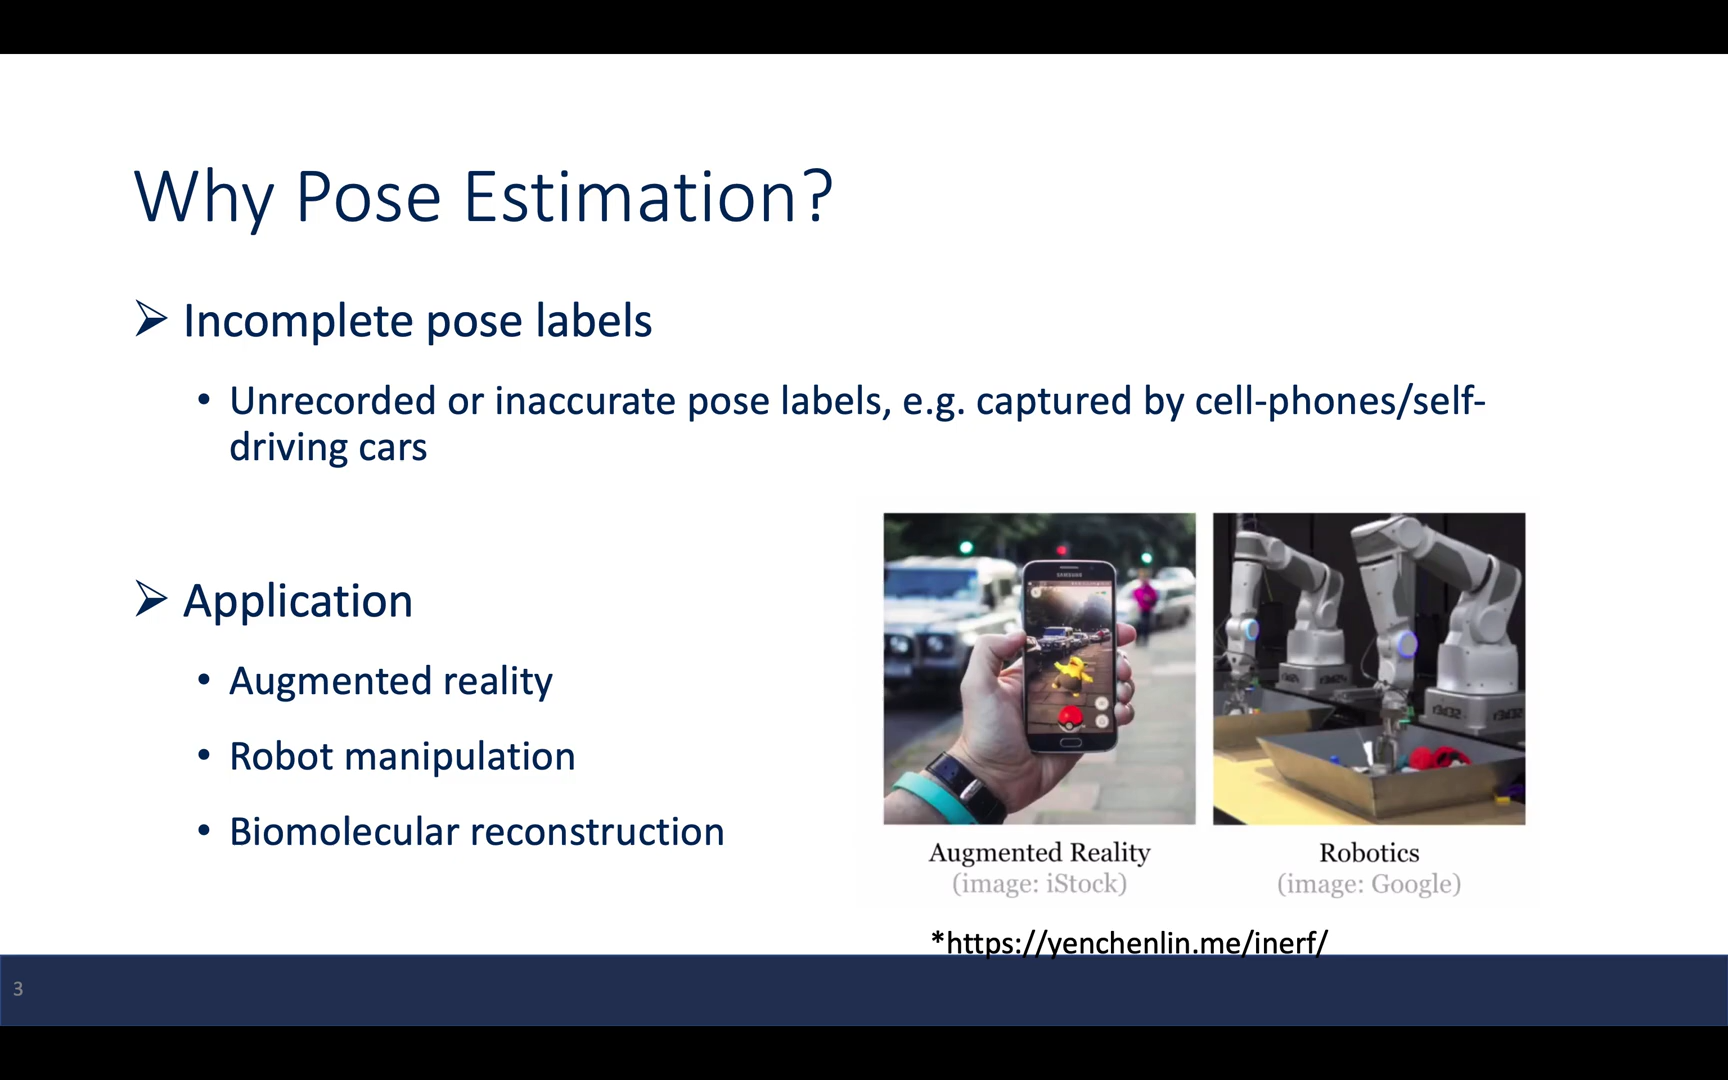 Why Pose Estimation?
➢ Incomplete pose labels
• Unrecorded or inaccurate pose labels, e.g. captured by cell-phones/self-
driving cars
➢ Application
• Augmented reality
• Robot manipulation
• Biomolecular reconstruction
SAMSUNG
Augmented Reality
(image: iStock)
Robotics
(image: Google)
*https://yenchenlin.me/inerf/
3